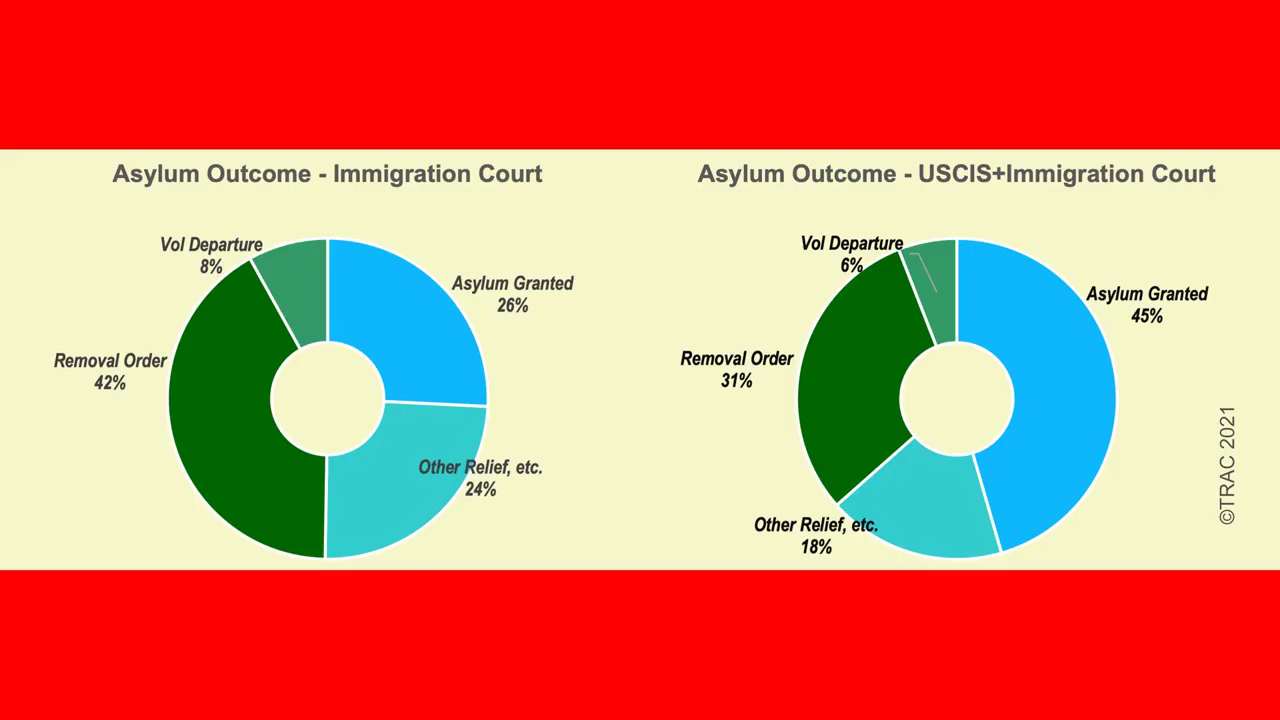 Asylum Outcome - Immigration Court
Vol Departure
8%
Asylum Granted
26%
Removal Order
42%
Other Relief, etc.
24%
Asylum Outcome - USCIS+Immigration Court
Vol Departure
6%
Asylum Granted
45%
Removal Order
31%
Other Relief, etc.
18%
©TRAC 2021